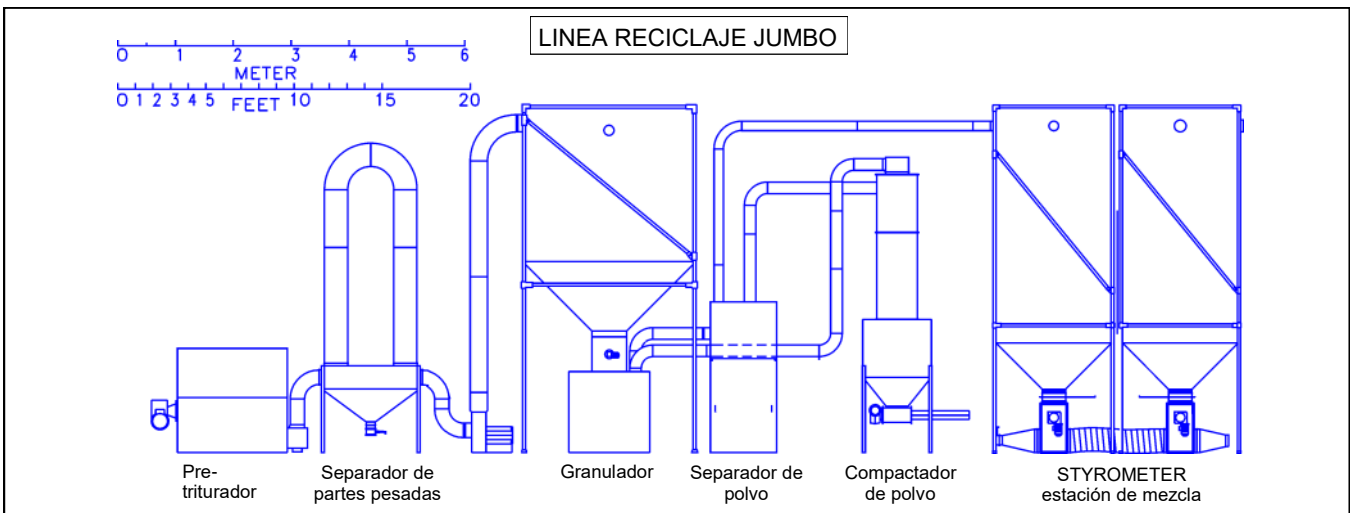 LINEA RECICLAJE JUMBO
0 1 2 3 4 5 6
METER
0 1 2 3 4 5 FEET 10 15 20
Pre-
triturador
Separador de
partes pesadas
Granulador
Separador de
polvo
Compactador
de polvo
STYROMETER
estación de mezcla